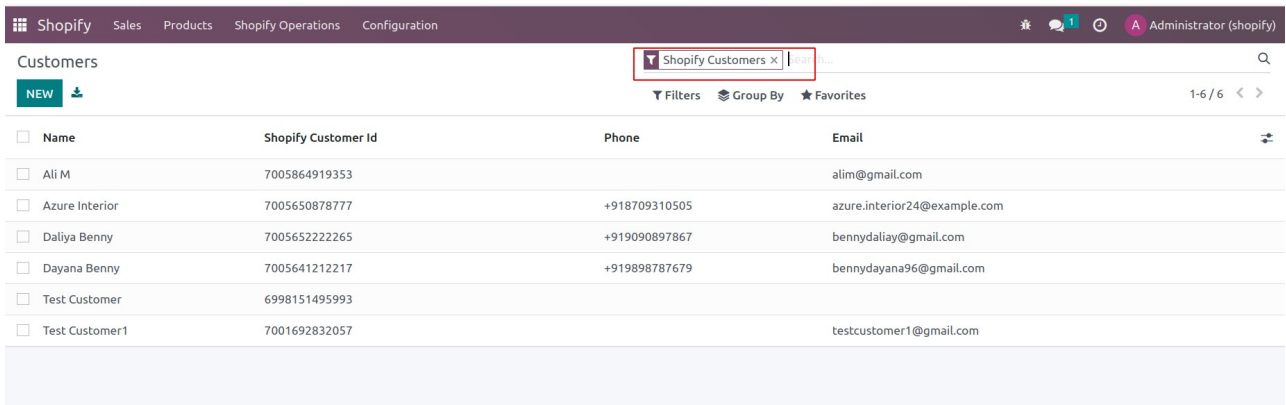 Shopify Sales Products Shopify Operations Configuration 1 A Administrator (shopify)
Customers Shopify Customers × Search...
NEW Filters Group By Favorites 1-6 / 6
Name Shopify Customer Id Phone Email
Ali M 7005864919353 alim@gmail.com
Azure Interior 7005650878777 +918709310505 azure.interior24@example.com
Daliya Benny 7005652222265 +919090897867 bennydaliay@gmail.com
Dayana Benny 7005641212217 +919898787679 bennydayana96@gmail.com
Test Customer 6998151495993
Test Customer1 7001692832057 testcustomer1@gmail.com